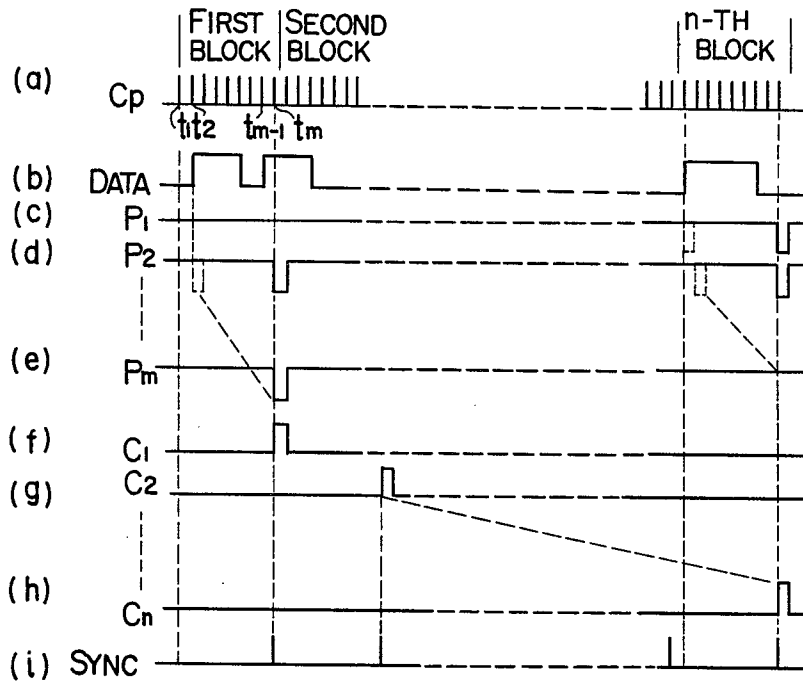 FIRST BLOCK
SECOND BLOCK
n-TH BLOCK
(a) Cp
t1 t2 tm-1 tm
(b) DATA
(c) P1
(d) P2
(e) Pm
(f) C1
(g) C2
(h) Cn
(i) SYNC